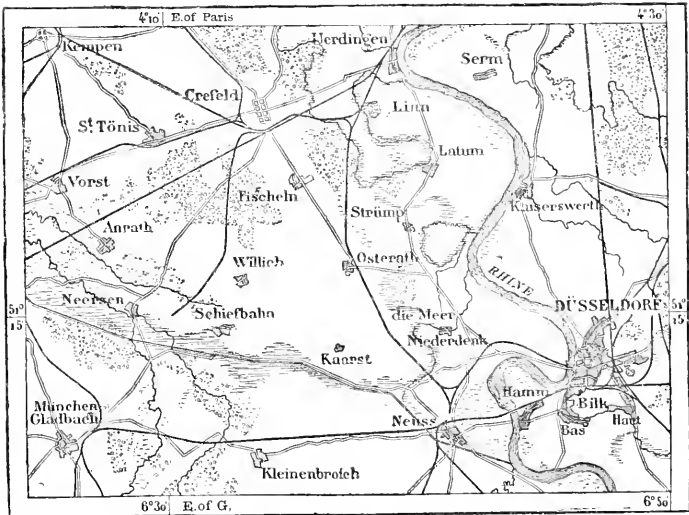 4°10' E.of Paris
4°30
Kempen
Uerdingen
Serm
Crefeld
Linn
St. Tönis
Latum
Vorst
Fischeln
Kaiserswerth
Anrath
Strümp
Willich
Osterath
RHINE
51°
15'
Neersen
Schiefbahn
die Meer
DÜSSELDORF
51°
15'
Niederdenk
Kaarst
Hamm
München
Gladbach
Neuss
Bilk
Bas
Kleinenbroich
6°30' E.of G.
6°50